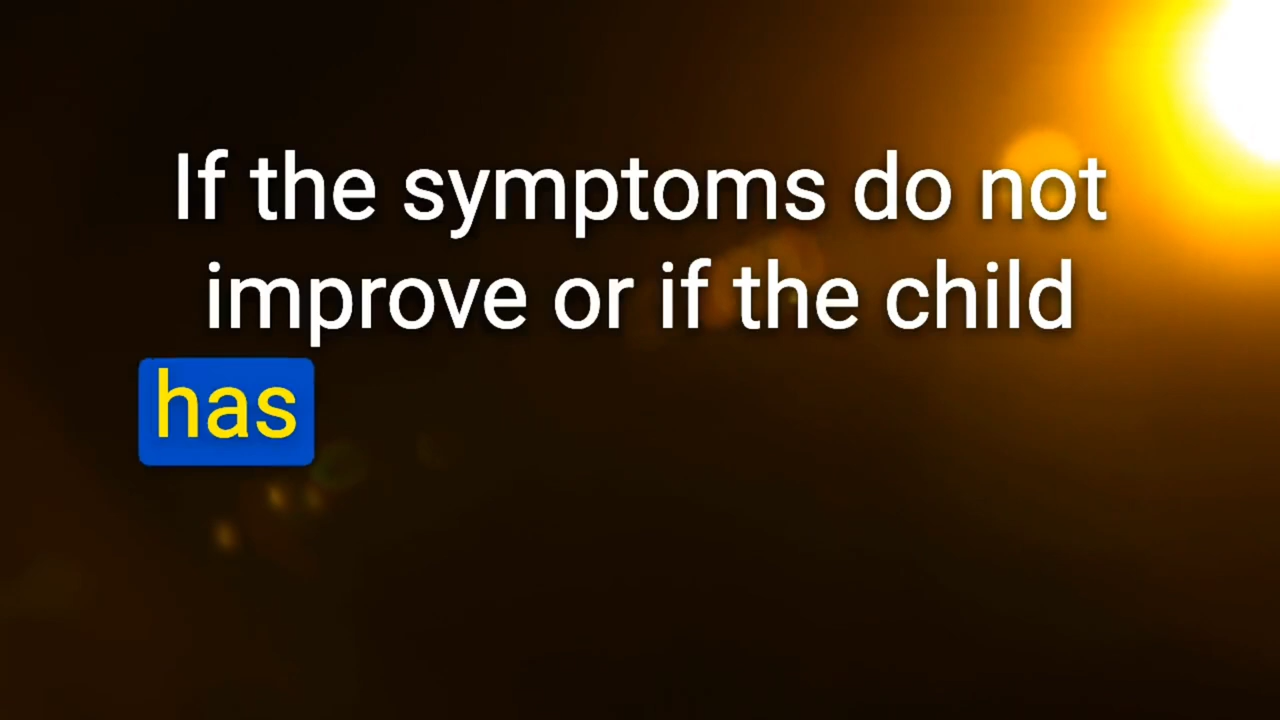 If the symptoms do not
improve or if the child
has